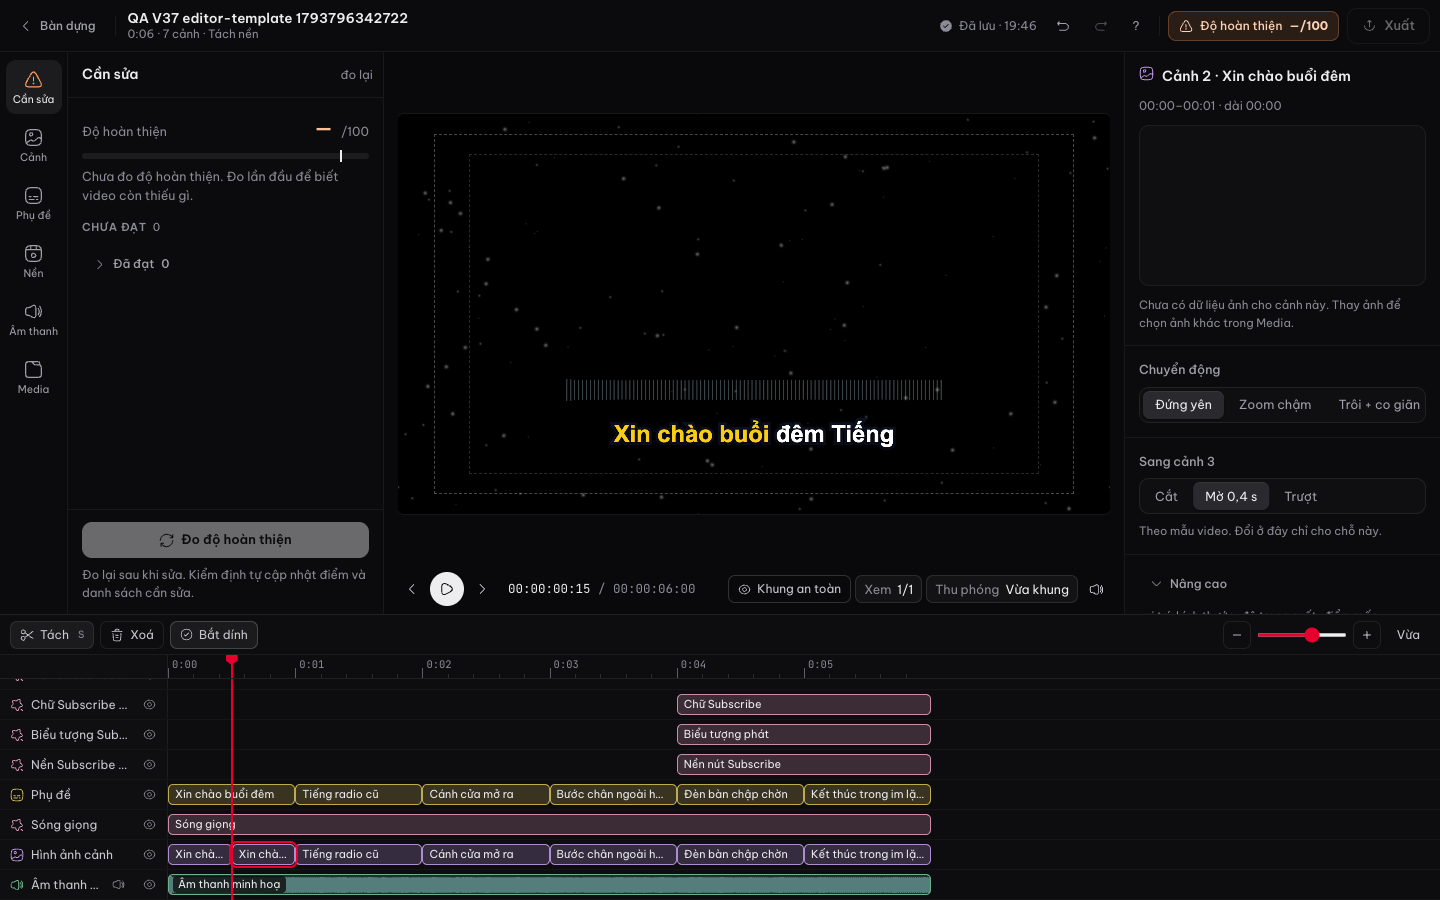 Bàn dựng
QA V37 editor-template 1793796342722
0:06 · 7 cảnh · Tách nền
Đã lưu · 19:46
?
Độ hoàn thiện –/100
Xuất
Cần sửa
Cảnh
Phụ đề
Nền
Âm thanh
Media
Cần sửa
đo lại
Độ hoàn thiện
– /100
Chưa đo độ hoàn thiện. Đo lần đầu để biết
video còn thiếu gì.
CHƯA ĐẠT 0
Đã đạt 0
Đo độ hoàn thiện
Đo lại sau khi sửa. Kiểm định tự cập nhật điểm và
danh sách cần sửa.
Xin chào buổi đêm Tiếng
00:00:00:15 / 00:00:06:00
Khung an toàn
Xem 1/1
Thu phóng Vừa khung
Cảnh 2 · Xin chào buổi đêm
00:00–00:01 · dài 00:00
Chưa có dữ liệu ảnh cho cảnh này. Thay ảnh để
chọn ảnh khác trong Media.
Chuyển động
Đứng yên
Zoom chậm
Trôi + co giãn
Sang cảnh 3
Cắt
Mờ 0,4 s
Trượt
Theo mẫu video. Đổi ở đây chỉ cho chỗ này.
Nâng cao
Tách S
Xoá
Bắt dính
Vừa
0:00
0:01
0:02
0:03
0:04
0:05
Chữ Subscribe ...
Chữ Subscribe
Biểu tượng Sub...
Biểu tượng phát
Nền Subscribe ...
Nền nút Subscribe
Phụ đề
Xin chào buổi đêm
Tiếng radio cũ
Cánh cửa mở ra
Bước chân ngoài h...
Đèn bàn chập chờn
Kết thúc trong im lặ...
Sóng giọng
Sóng giọng
Hình ảnh cảnh
Xin chà...
Xin chà...
Tiếng radio cũ
Cánh cửa mở ra
Bước chân ngoài h...
Đèn bàn chập chờn
Kết thúc trong im lặ...
Âm thanh ...
Âm thanh minh hoạ